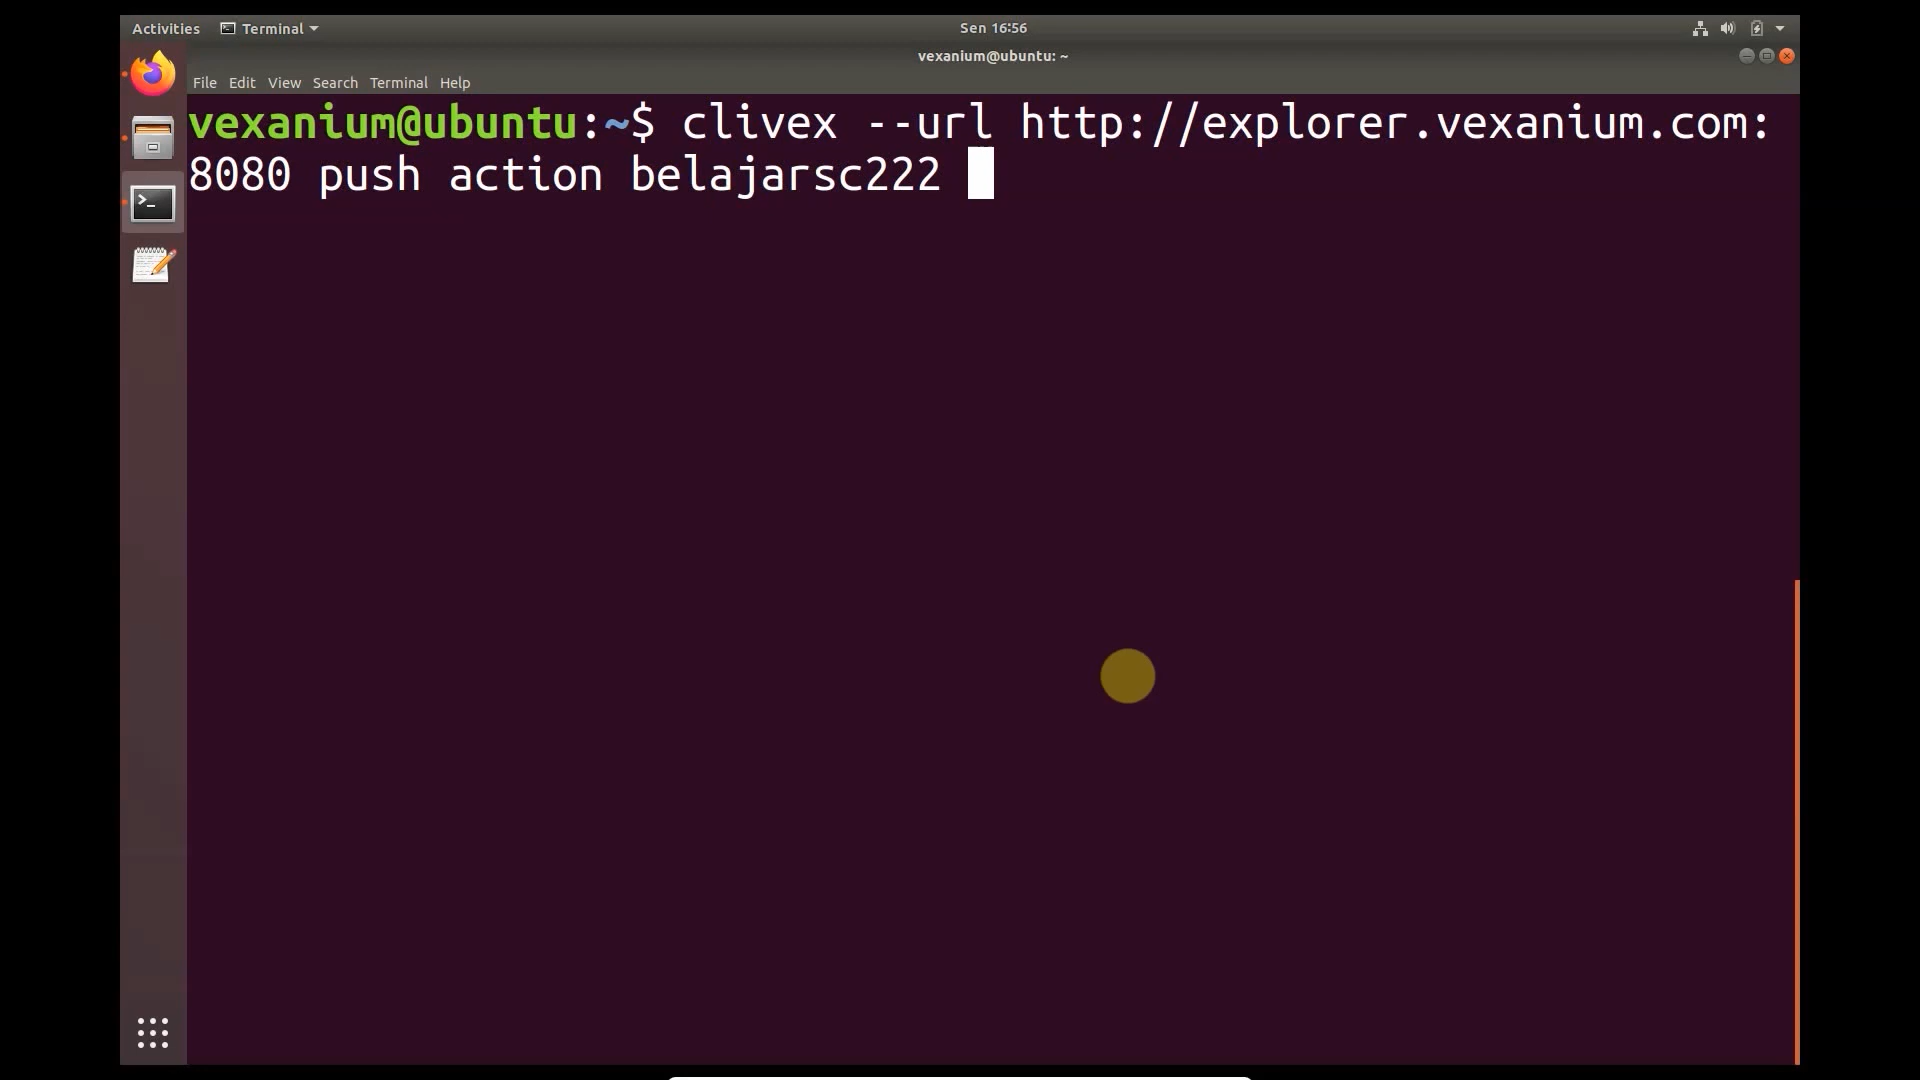 Activities Terminal Sen 16:56
vexanium@ubuntu: ~
File Edit View Search Terminal Help
vexanium@ubuntu:~$ clivex --url http://explorer.vexanium.com:
8080 push action belajarsc222